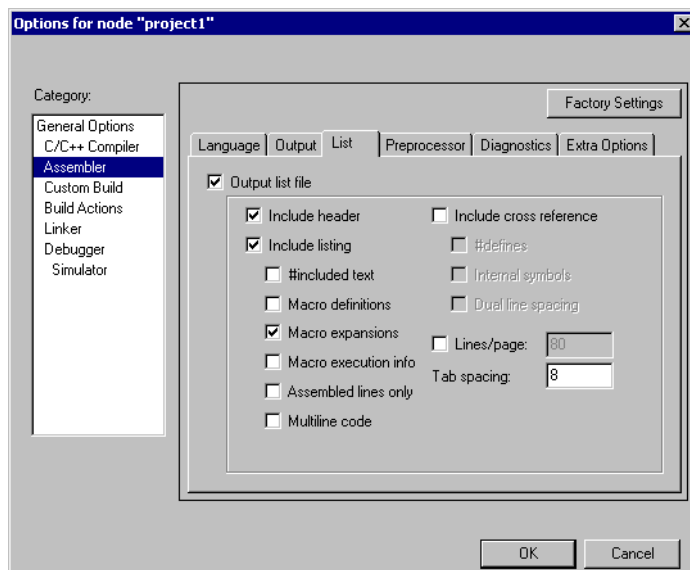 Options for node "project1"
Category:
General Options
C/C++ Compiler
Assembler
Custom Build
Build Actions
Linker
Debugger
Simulator
Factory Settings
Language Output List Preprocessor Diagnostics Extra Options
Output list file
Include header
Include listing
#included text
Macro definitions
Macro expansions
Macro execution info
Assembled lines only
Multiline code
Include cross reference
#defines
Internal symbols
Dual line spacing
Lines/page: 80
Tab spacing: 8
OK Cancel